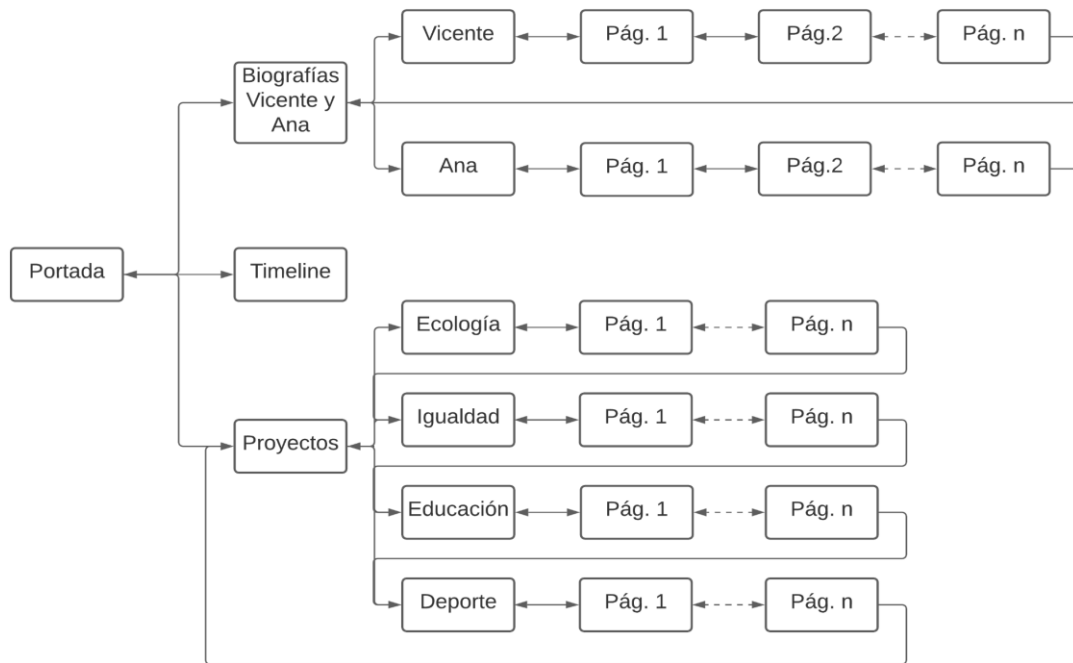 Vicente
Pág. 1
Pág.2
Pág. n
Biografías
Vicente y
Ana
Ana
Pág. 1
Pág.2
Pág. n
Portada
Timeline
Ecología
Pág. 1
Pág. n
Igualdad
Pág. 1
Pág. n
Proyectos
Educación
Pág. 1
Pág. n
Deporte
Pág. 1
Pág. n